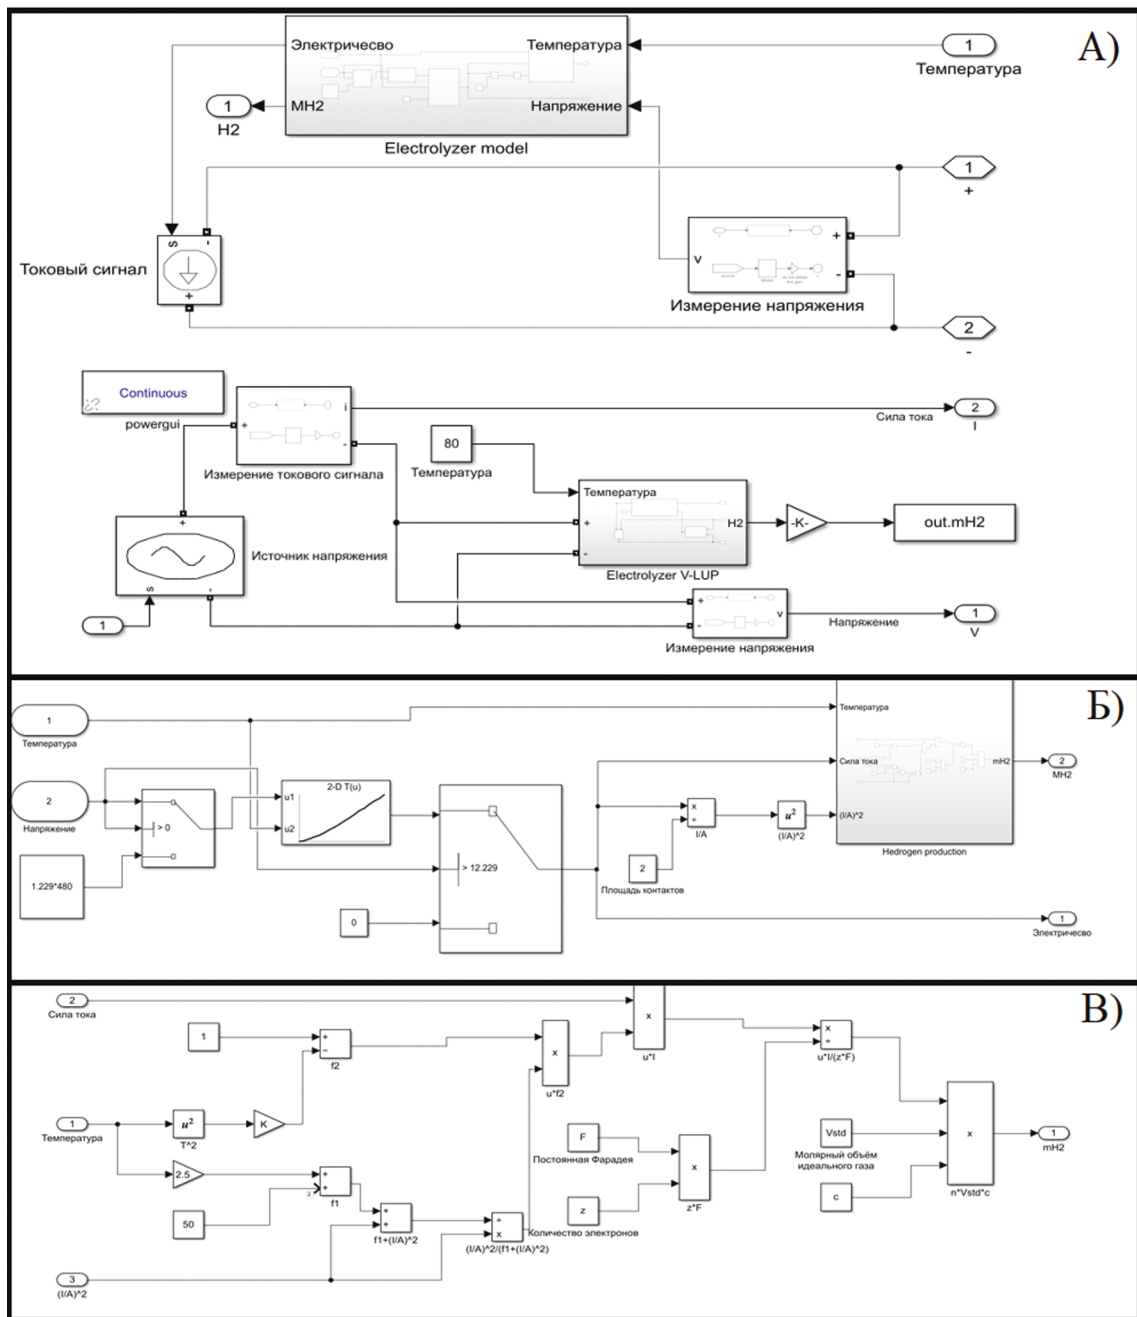 А)
Электричесво
Температура
1
Температура
1
H2
MH2
Напряжение
Electrolyzer model
1
+
s
-
Токовый сигнал
+
v
+
-
Измерение напряжения
2
-
Continuous
powergui
i
+
-
Измерение токового сигнала
Сила тока
2
I
80
Температура
Температура
+
-
H2
Electrolyzer V-LUP
-K-
out.mH2
+
Источник напряжения
s
-
1
+
-
v
Измерение напряжения
Напряжение
1
V
Б)
1
Температура
2
Напряжение
> 0
1.229*480
2-D T(u)
u1
u2
> 12.229
0
x
÷
I/A
u²
(I/A)^2
2
Площадь контактов
Температура
Сила тока
(I/A)^2
mH2
Hedrogen production
2
MH2
1
Электричесво
В)
2
Сила тока
1
+
−
f2
x
u*f2
x
u*I
x
÷
u*I/(z*F)
1
Температура
u²
T^2
K
2.5
50
+
+
f1
+
+
f1+(I/A)^2
÷
x
(I/A)^2/(f1+(I/A)^2)
3
(I/A)^2
F
Постоянная Фарадея
z
Количество электронов
x
z*F
Vstd
Молярный объём
идеального газа
c
x
n*Vstd*c
1
mH2